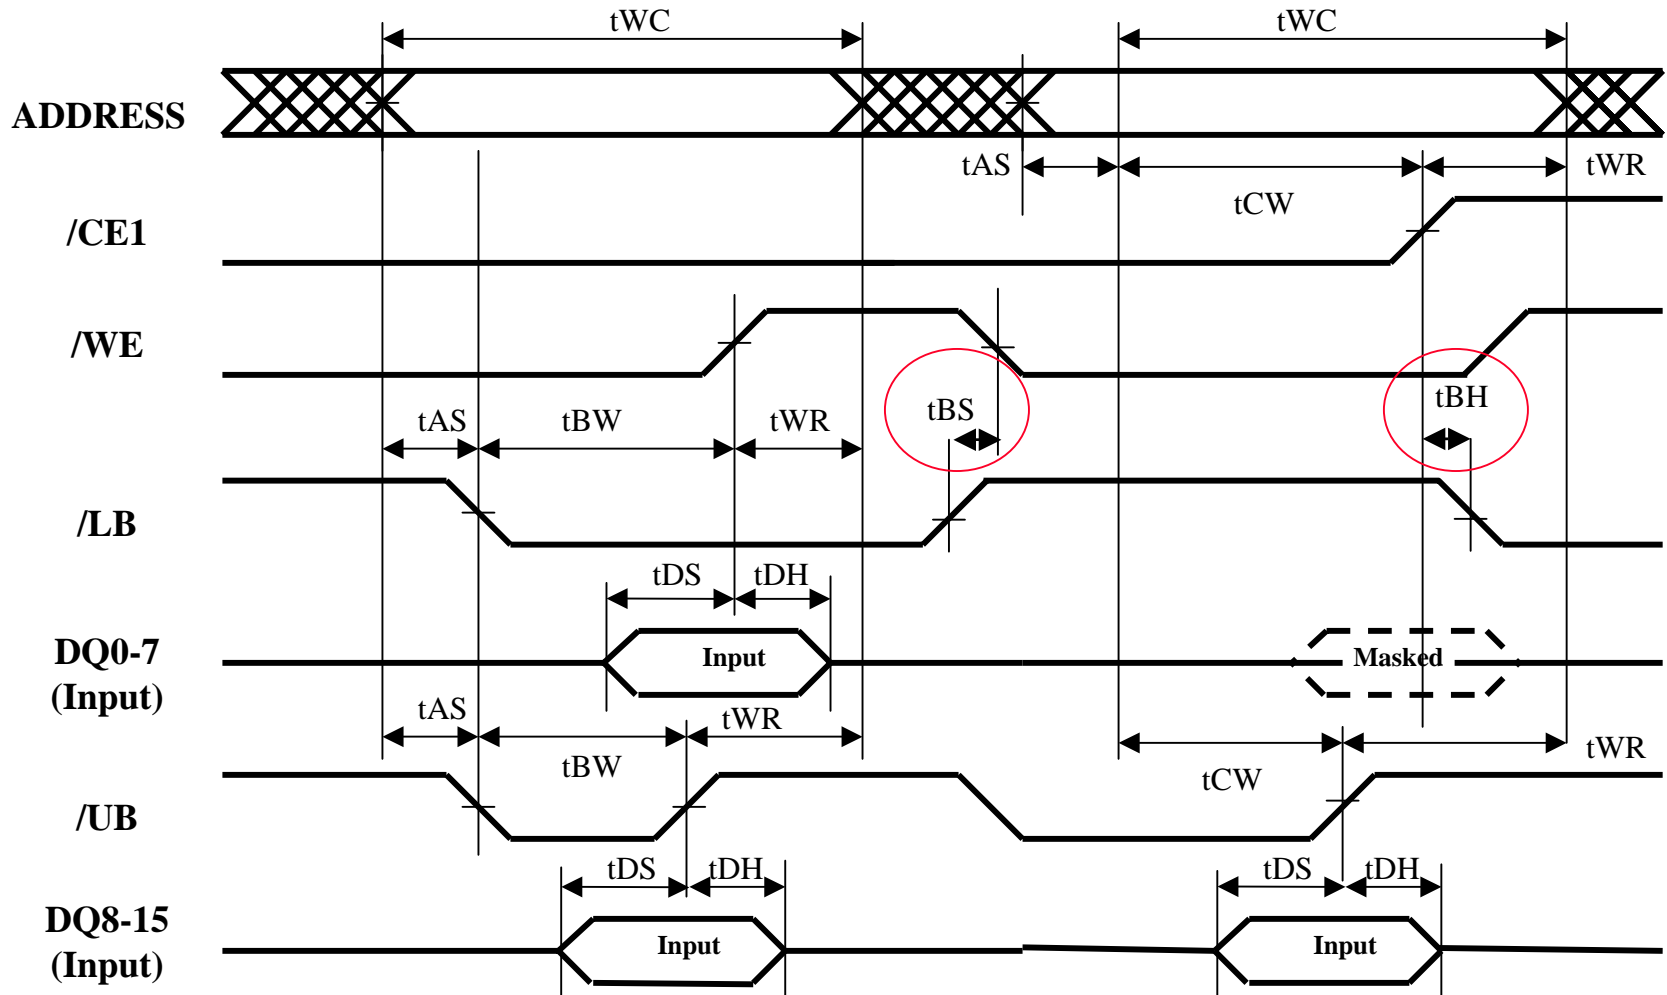 tWC tWC
ADDRESS
tAS tWR
tCW
/CE1
/WE
tBS tBH
tAS tBW tWR
/LB
tDS tDH
DQ0-7
(Input)
Input Masked
tAS tWR tWR
tBW tCW
/UB
tDS tDH tDS tDH
DQ8-15
(Input)
Input Input